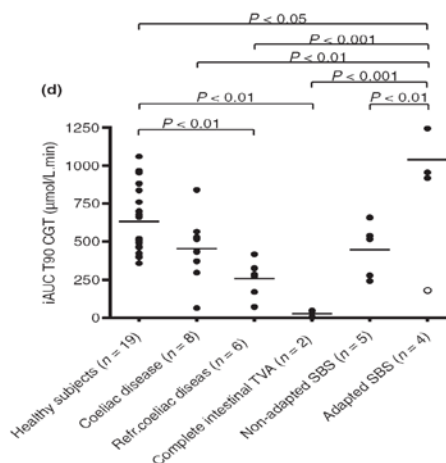 P < 0.05
P < 0.001
P < 0.01
P < 0.001
(d)
P < 0.01
P < 0.01
P < 0.01
1250
1000
750
500
250
0
iAUC T90 CGT (µmol/L.min)
Healthy subjects (n = 19)
Coeliac disease (n = 8)
Refr.coeliac diseas (n = 6)
Complete intestinal TVA (n = 2)
Non-adapted SBS (n = 5)
Adapted SBS (n = 4)